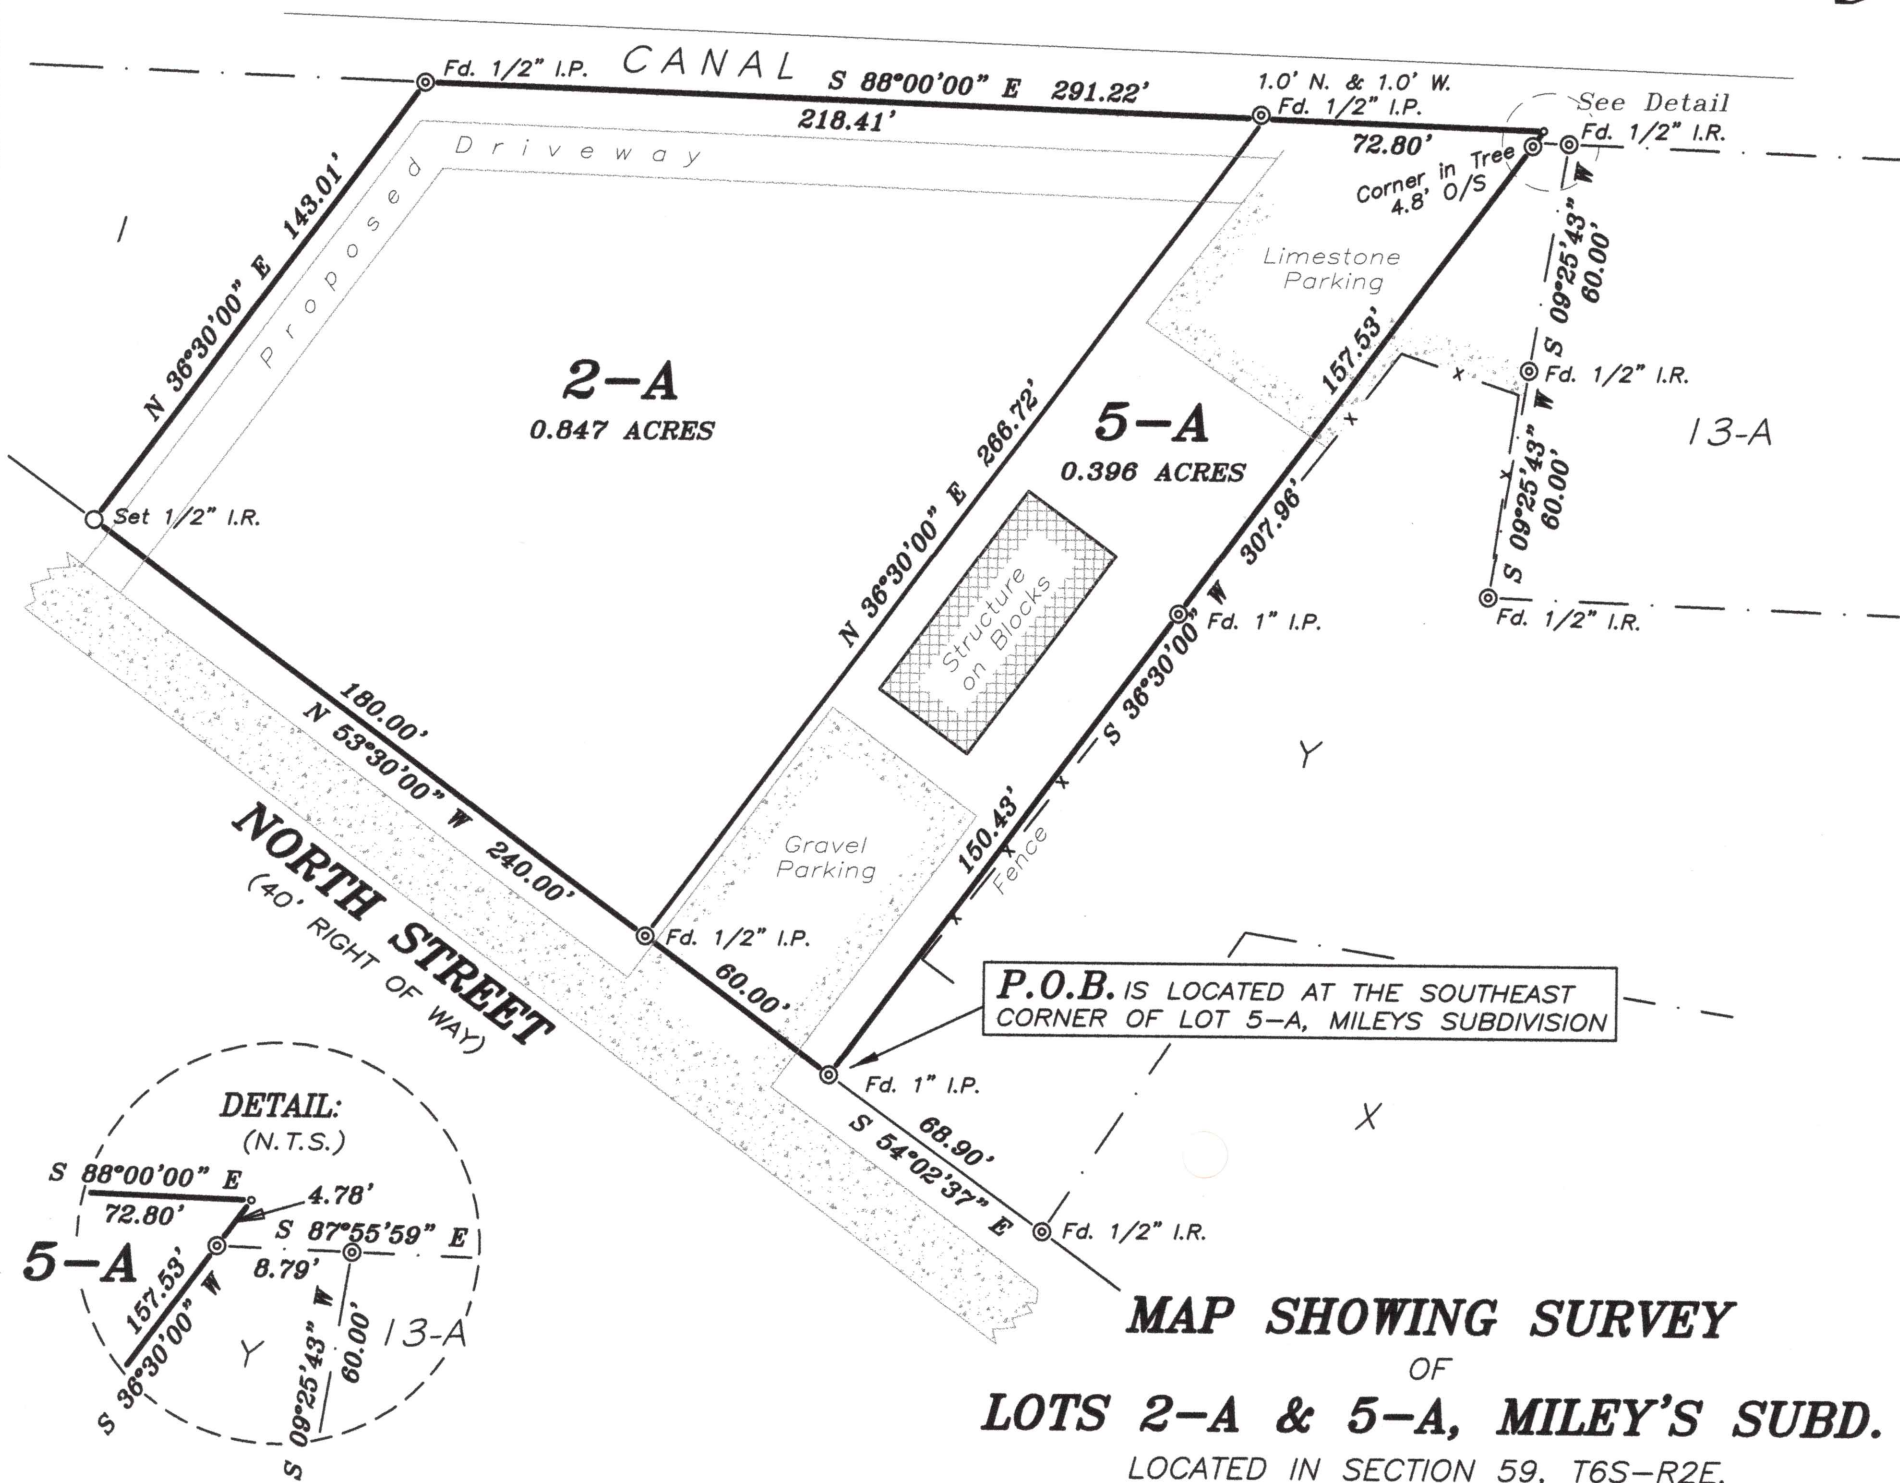 CANAL
Fd. 1/2" I.P.
S 88°00'00" E 291.22'
218.41'
1.0' N. & 1.0' W.
Fd. 1/2" I.P.
72.80'
See Detail
Fd. 1/2" I.R.
Corner in Tree
4.8' O/S
Proposed Driveway
N 36°30'00" E 143.01'
1
Limestone
Parking
S 09°25'43" W
60.00'
157.53'
Fd. 1/2" I.R.
13-A
2-A
0.847 ACRES
5-A
0.396 ACRES
N 36°30'00" E 266.72'
S 09°25'43" W
60.00'
Set 1/2" I.R.
Structure
on Blocks
S 36°30'00" W 307.96'
Fd. 1" I.P.
Fd. 1/2" I.R.
180.00'
N 53°30'00" W 240.00'
Y
NORTH STREET
(40' RIGHT OF WAY)
Gravel
Parking
150.43'
Fence
Fd. 1/2" I.P.
60.00'
P.O.B. IS LOCATED AT THE SOUTHEAST
CORNER OF LOT 5-A, MILEYS SUBDIVISION
Fd. 1" I.P.
68.90'
S 54°02'37" E
X
Fd. 1/2" I.R.
DETAIL:
(N.T.S.)
S 88°00'00" E
72.80'
4.78'
S 87°55'59" E
8.79'
5-A
157.53'
S 36°30'00" W
Y
S 09°25'43" W
60.00'
13-A
MAP SHOWING SURVEY
OF
LOTS 2-A & 5-A, MILEY'S SUBD.
LOCATED IN SECTION 59, T6S-R2E,